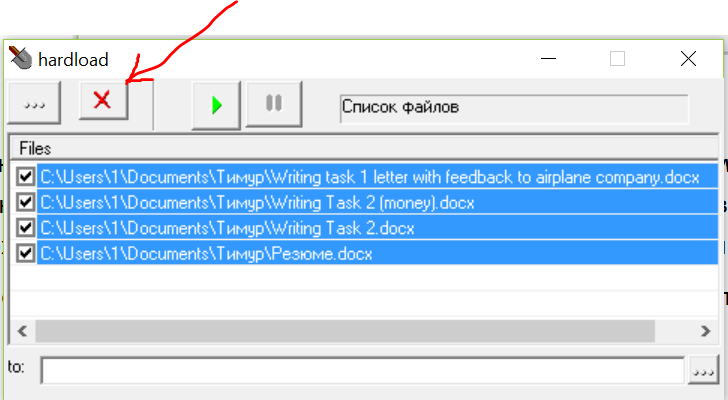 hardload
...
Список файлов
Files
C:\Users\1\Documents\Тимур\Writing task 1 letter with feedback to airplane company.docx
C:\Users\1\Documents\Тимур\Writing Task 2 (money).docx
C:\Users\1\Documents\Тимур\Writing Task 2.docx
C:\Users\1\Documents\Тимур\Резюме.docx
to:
...